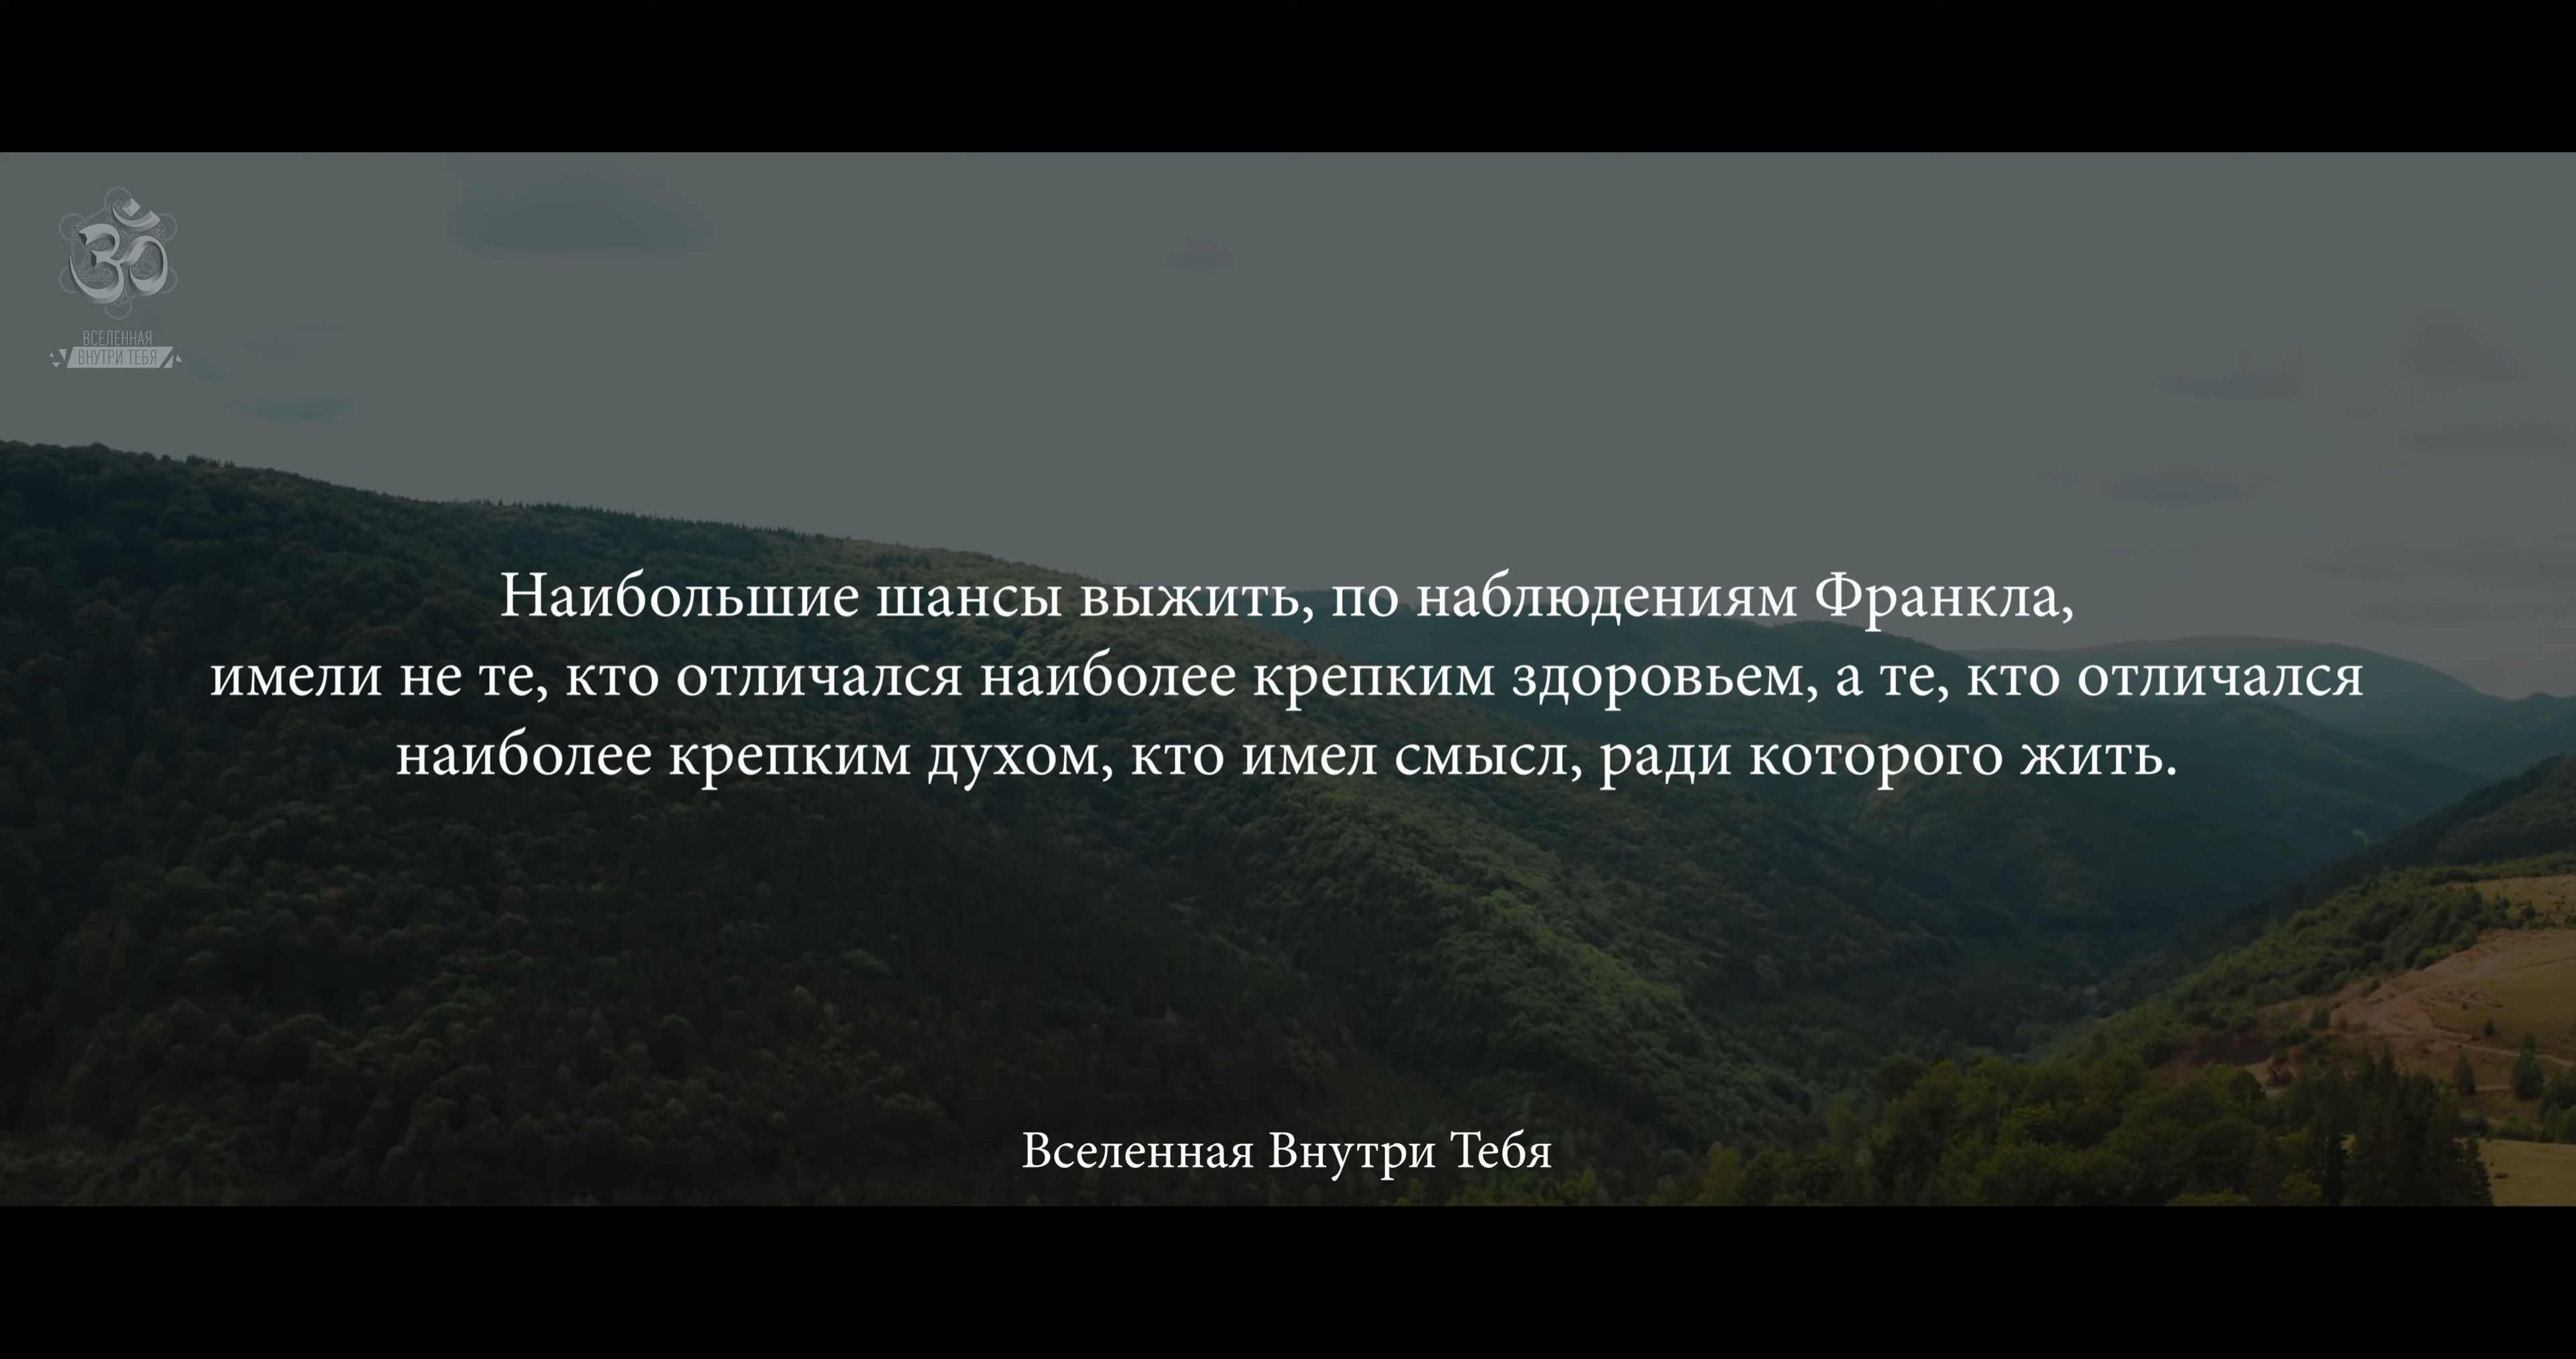 ॐ
ВСЕЛЕННАЯ
ВНУТРИ ТЕБЯ
Наибольшие шансы выжить, по наблюдениям Франкла,
имели не те, кто отличался наиболее крепким здоровьем, а те, кто отличался
наиболее крепким духом, кто имел смысл, ради которого жить.
Вселенная Внутри Тебя